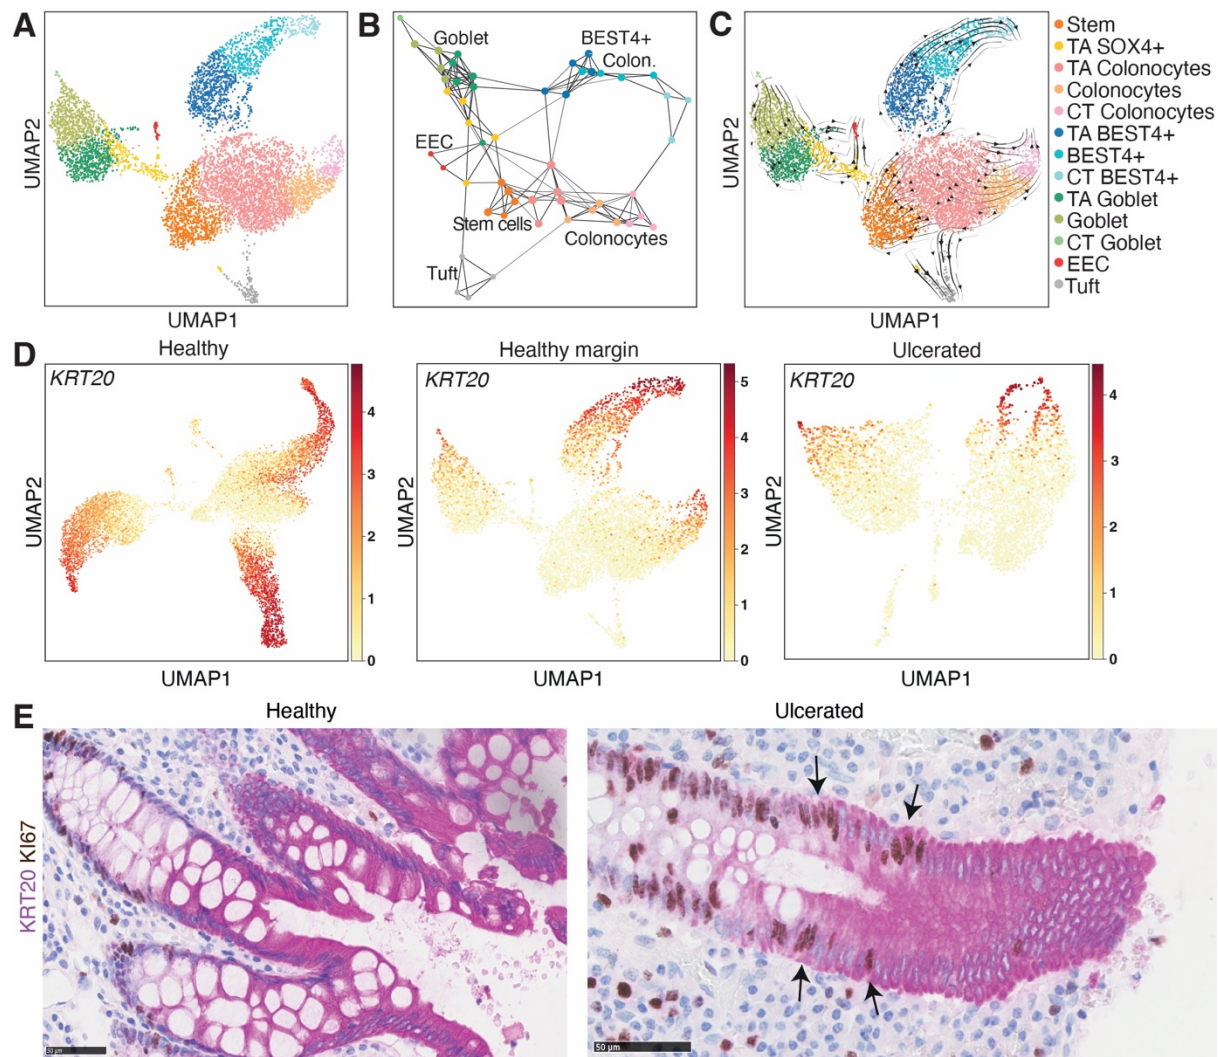 A
B
C
UMAP2
UMAP1
Goblet
BEST4+
Colon.
EEC
Stem cells
Colonocytes
Tuft
UMAP2
UMAP1
Stem
TA SOX4+
TA Colonocytes
Colonocytes
CT Colonocytes
TA BEST4+
BEST4+
CT BEST4+
TA Goblet
Goblet
CT Goblet
EEC
Tuft
D
Healthy
KRT20
UMAP2
UMAP1
4
3
2
1
0
Healthy margin
KRT20
UMAP2
UMAP1
5
4
3
2
1
0
Ulcerated
KRT20
UMAP2
UMAP1
4
3
2
1
0
E
Healthy
Ulcerated
KRT20 KI67
50 µm
50 µm